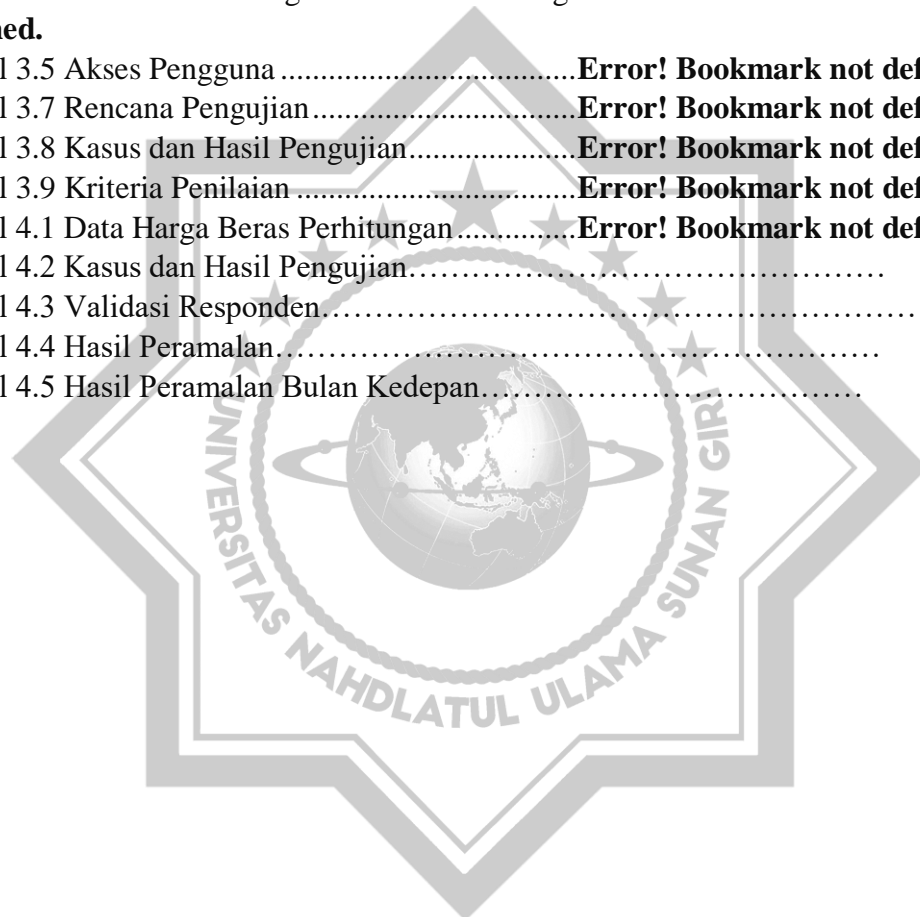 ned.
l 3.5 Akses Pengguna ..................................... Error! Bookmark not def
l 3.7 Rencana Pengujian ................................. Error! Bookmark not def
l 3.8 Kasus dan Hasil Pengujian..................... Error! Bookmark not def
l 3.9 Kriteria Penilaian ................................... Error! Bookmark not def
l 4.1 Data Harga Beras Perhitungan ............... Error! Bookmark not def
l 4.2 Kasus dan Hasil Pengujian………………………………………
l 4.3 Validasi Responden…………………………………………………
l 4.4 Hasil Peramalan…………………………………………………
l 4.5 Hasil Peramalan Bulan Kedepan………………………………
UNIVERSITAS NAHDLATUL ULAMA SUNAN GIRI